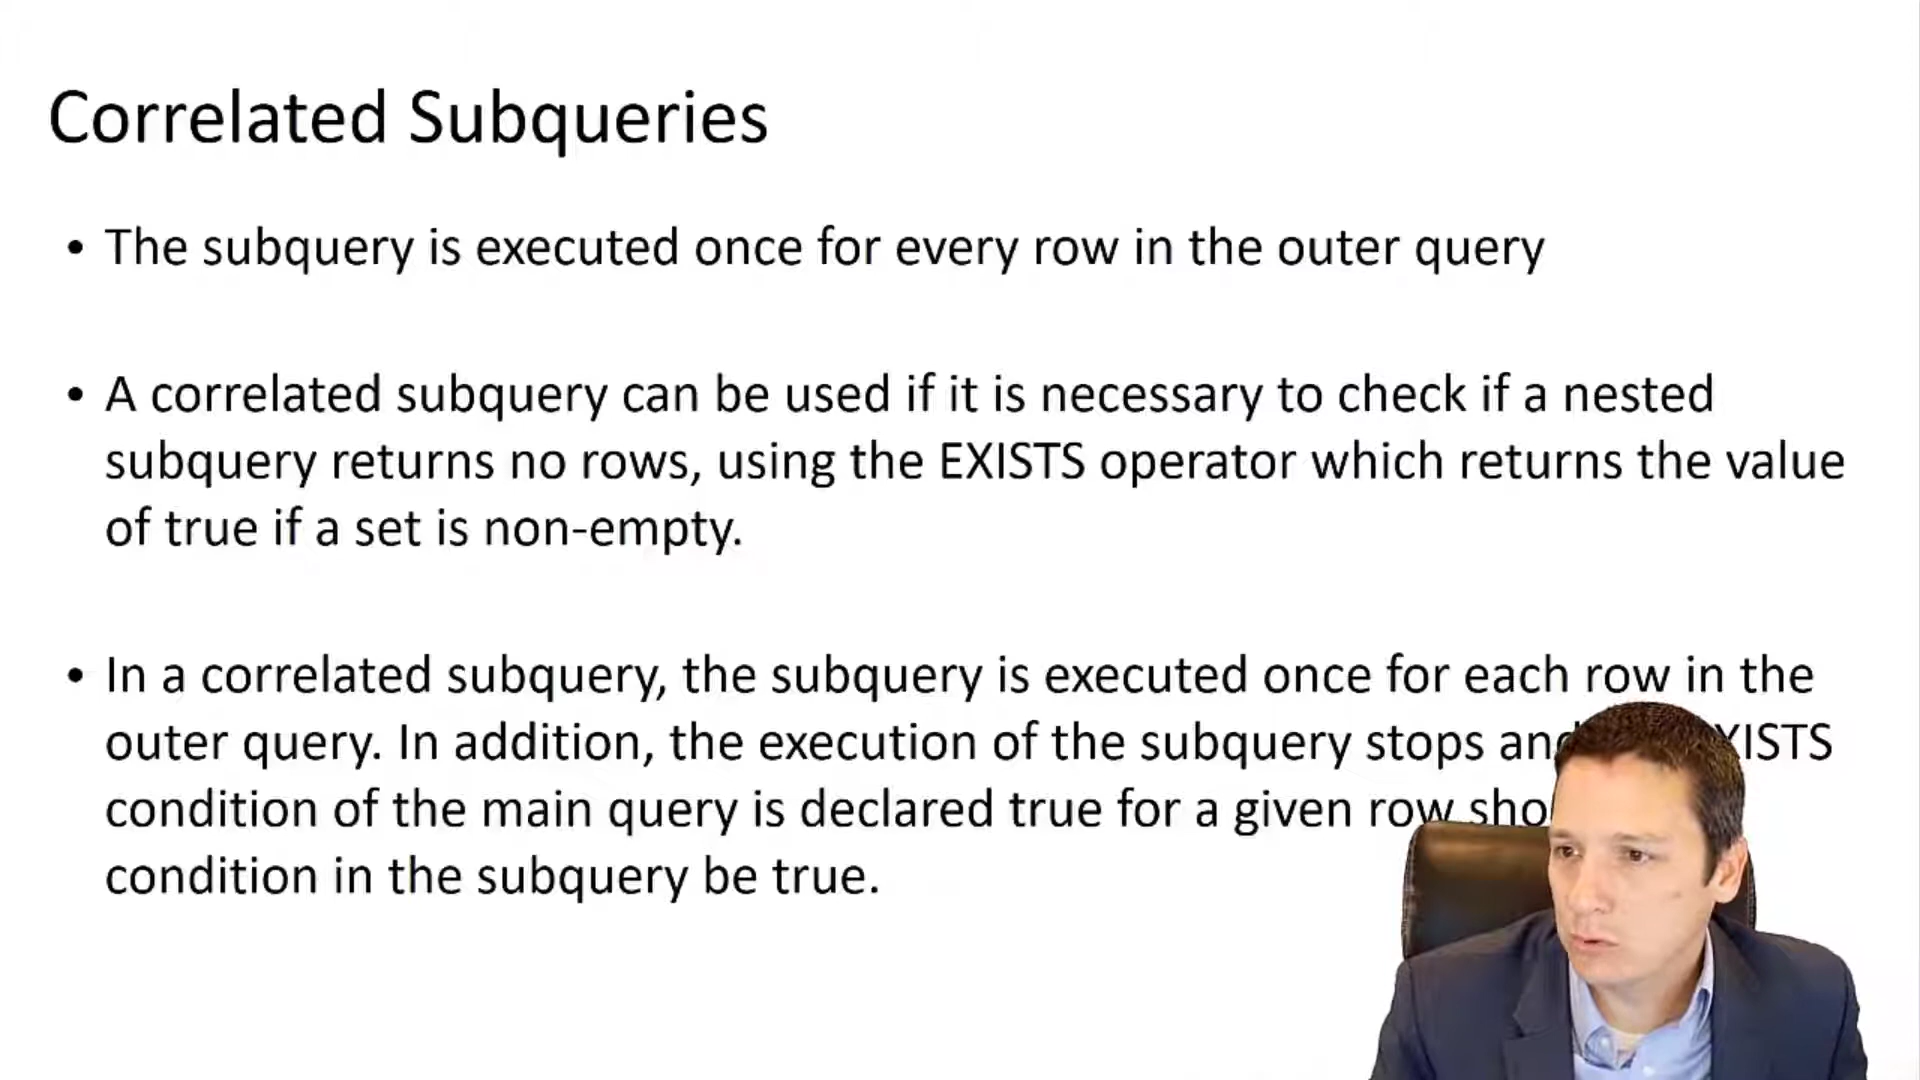 Correlated Subqueries
• The subquery is executed once for every row in the outer query
• A correlated subquery can be used if it is necessary to check if a nested
subquery returns no rows, using the EXISTS operator which returns the value
of true if a set is non-empty.
• In a correlated subquery, the subquery is executed once for each row in the
outer query. In addition, the execution of the subquery stops
condition of the main query is declared true for a given row
condition in the subquery be true.